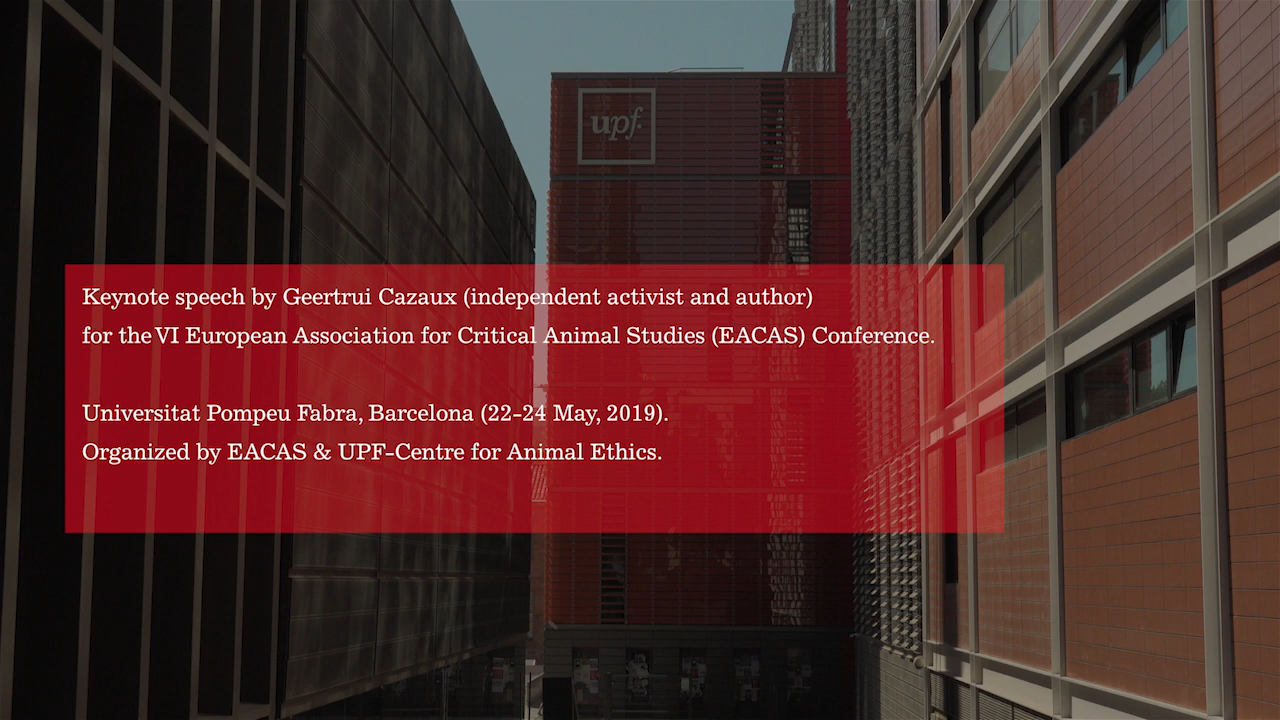 upf.
Keynote speech by Geertrui Cazaux (independent activist and author)
for the VI European Association for Critical Animal Studies (EACAS) Conference.
Universitat Pompeu Fabra, Barcelona (22-24 May, 2019).
Organized by EACAS & UPF-Centre for Animal Ethics.